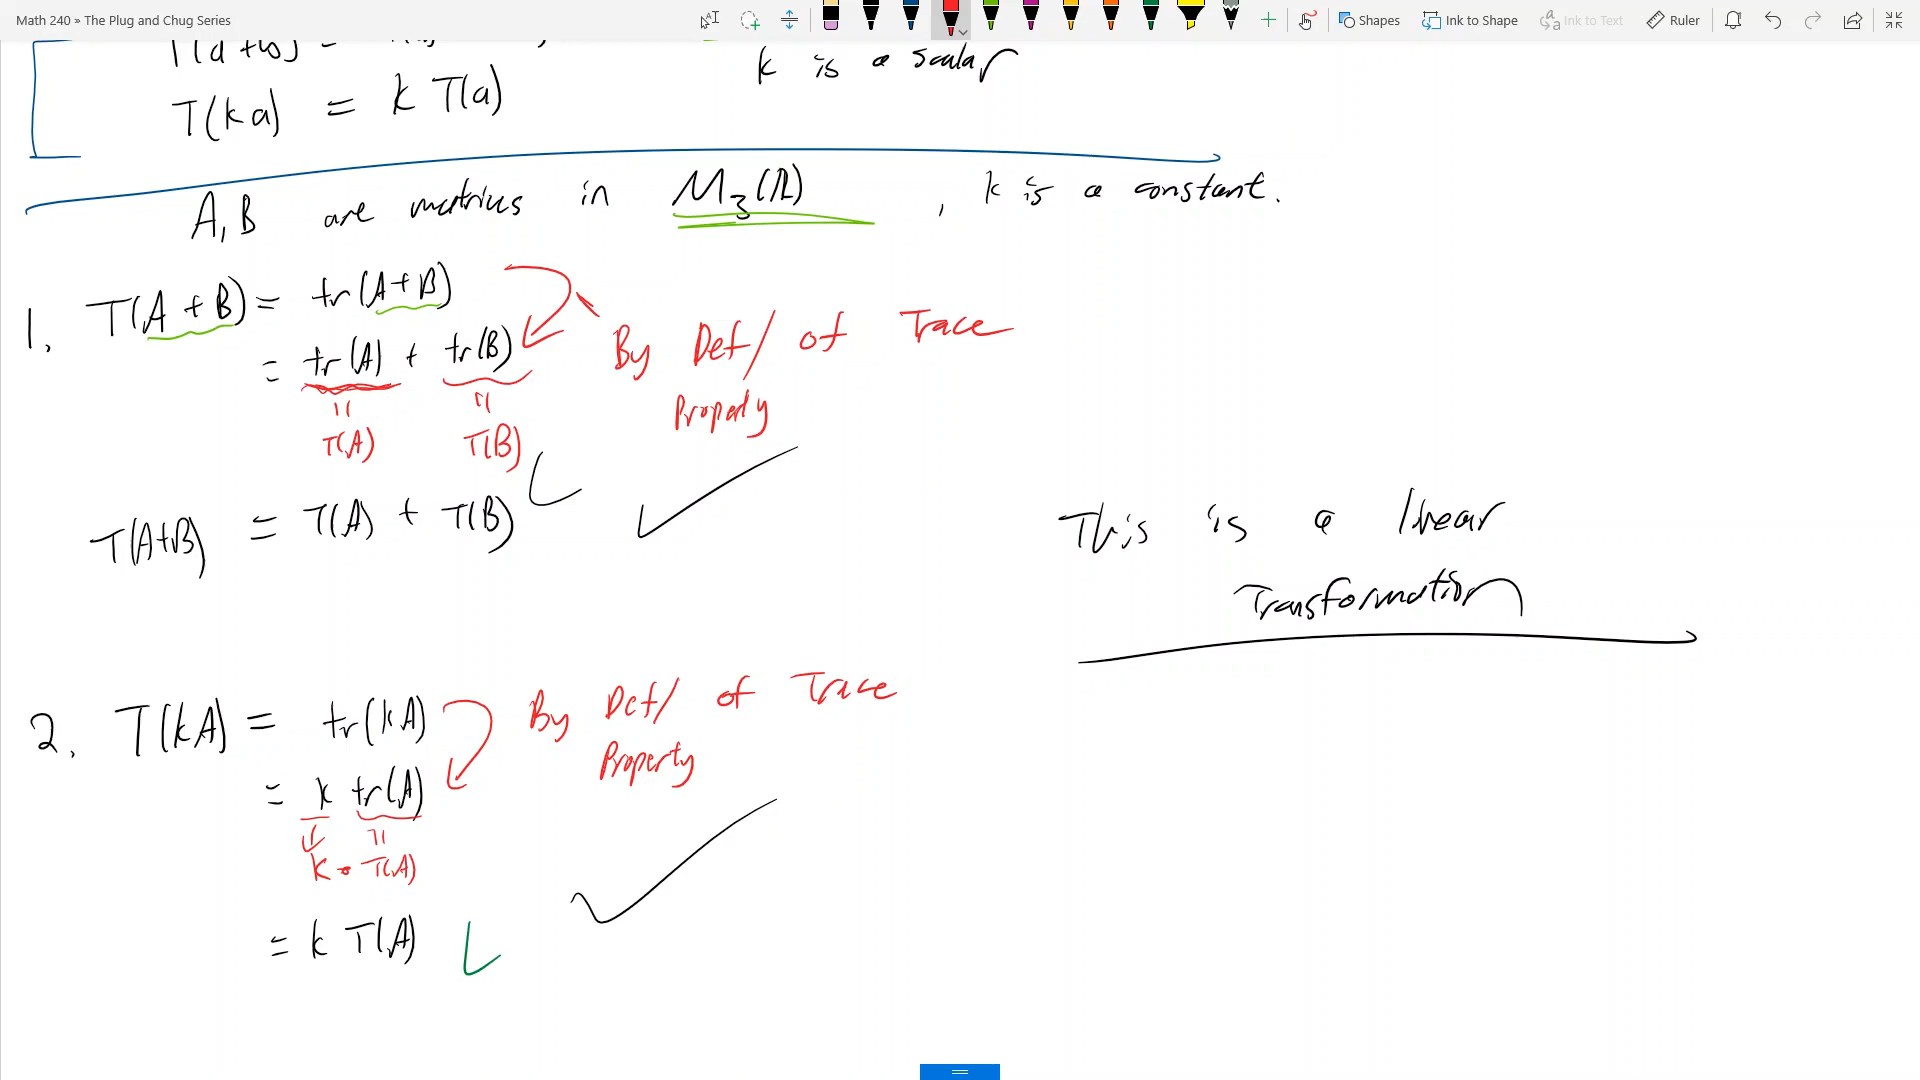 Math 240 » The Plug and Chug Series
Shapes Ink to Shape Ink to Text Ruler
k is a scalar
T(ka) = k T(a)
A, B are matrices in M₃(ℝ), k is a constant.
1. T(A + B) = tr(A+B)
= tr(A) + tr(B) By Def/ of Trace
Property
T(A) T(B)
T(A+B) = T(A) + T(B)
This is a linear
Transformation
2. T(kA) = tr(kA) By Def/ of Trace
Property
= k tr(A)
k • T(A)
= k T(A)